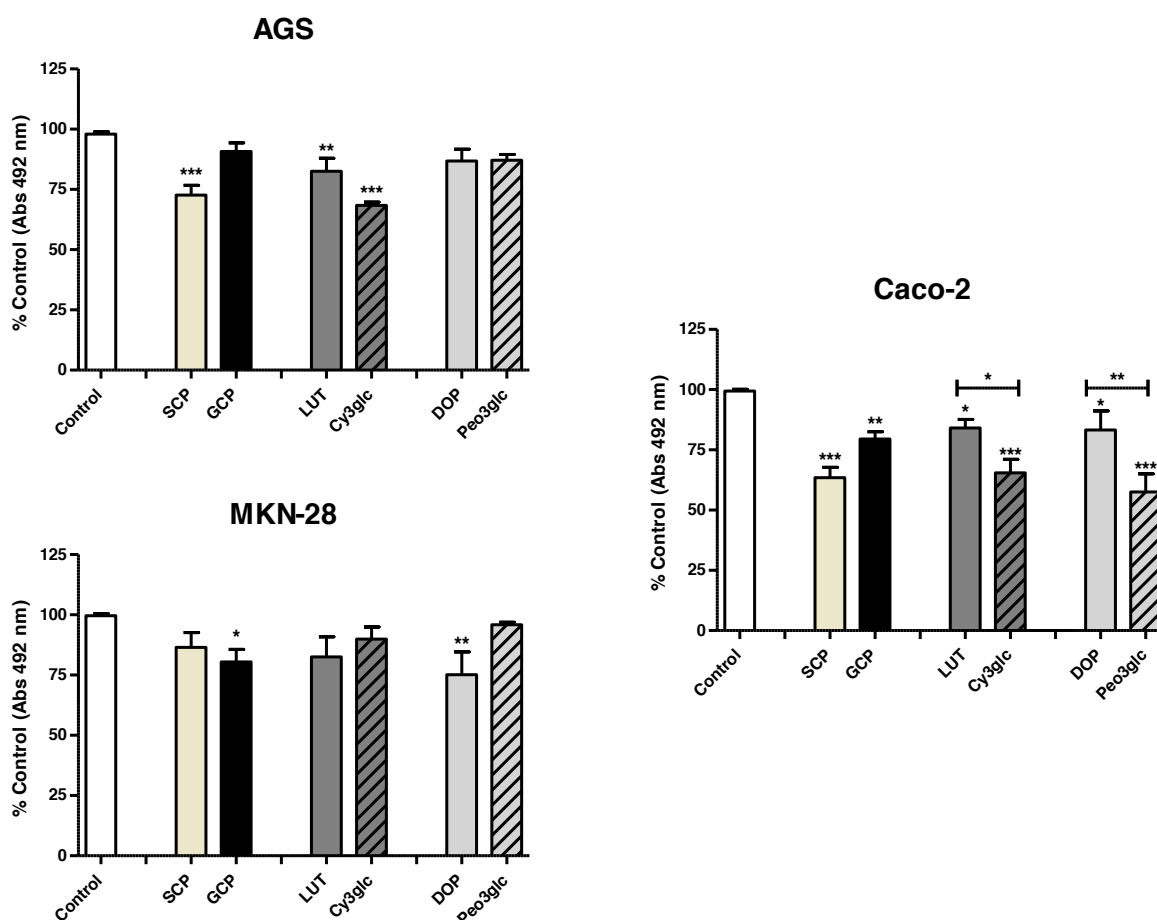 AGS
% Control (Abs 492 nm)
125
100
75
50
25
0
***
**
***
Control
SCP
GCP
LUT
Cy3glc
DOP
Peo3glc
MKN-28
% Control (Abs 492 nm)
125
100
75
50
25
0
*
**
Control
SCP
GCP
LUT
Cy3glc
DOP
Peo3glc
Caco-2
% Control (Abs 492 nm)
125
100
75
50
25
0
*
**
***
**
*
***
*
***
Control
SCP
GCP
LUT
Cy3glc
DOP
Peo3glc